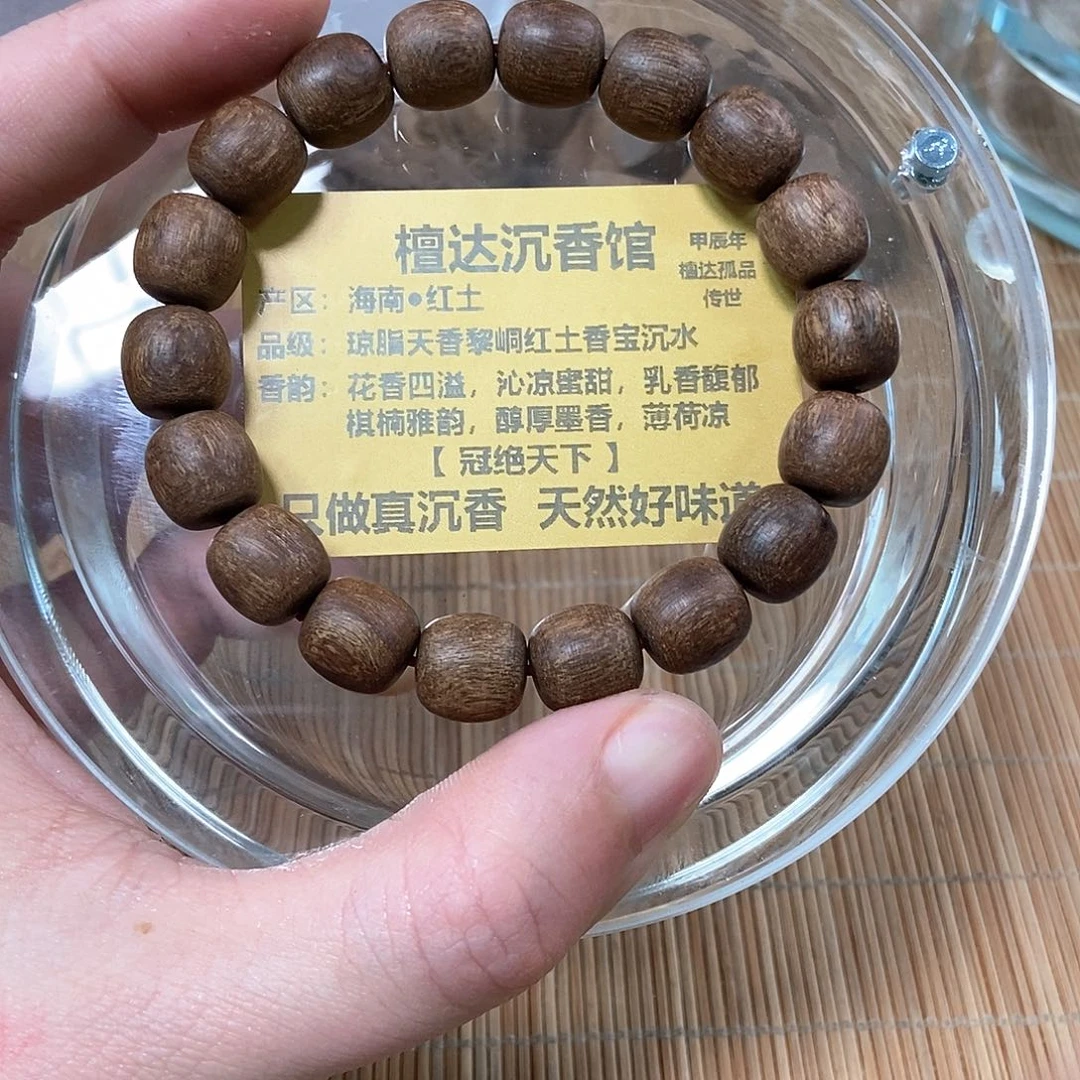 檀达沉香馆
甲辰年
檀达孤品
传世
产区：海南●红土
品级：琼脂天香黎峒红土香宝沉水
香韵：花香四溢，沁凉蜜甜，乳香馥郁
棋楠雅韵，醇厚墨香，薄荷凉
【冠绝天下】
只做真沉香 天然好味道